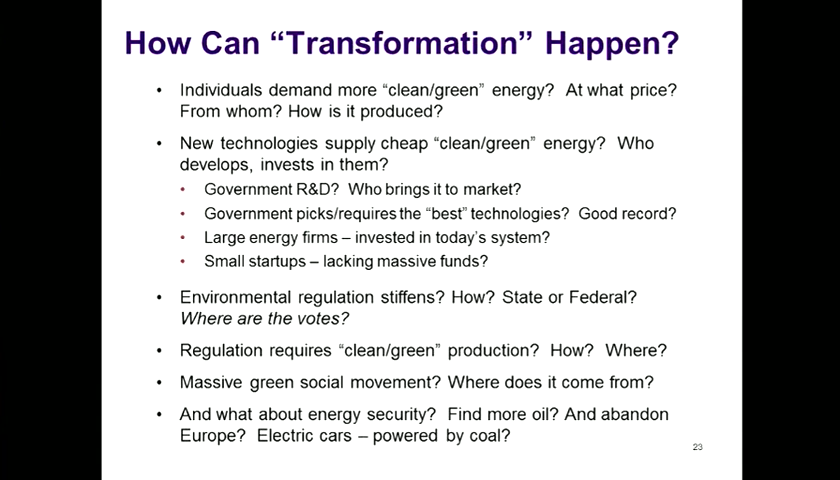 How Can “Transformation” Happen?
• Individuals demand more “clean/green” energy? At what price?
From whom? How is it produced?
• New technologies supply cheap “clean/green” energy? Who
develops, invests in them?
• Government R&D? Who brings it to market?
• Government picks/requires the “best” technologies? Good record?
• Large energy firms – invested in today’s system?
• Small startups – lacking massive funds?
• Environmental regulation stiffens? How? State or Federal?
Where are the votes?
• Regulation requires “clean/green” production? How? Where?
• Massive green social movement? Where does it come from?
• And what about energy security? Find more oil? And abandon
Europe? Electric cars – powered by coal?
23